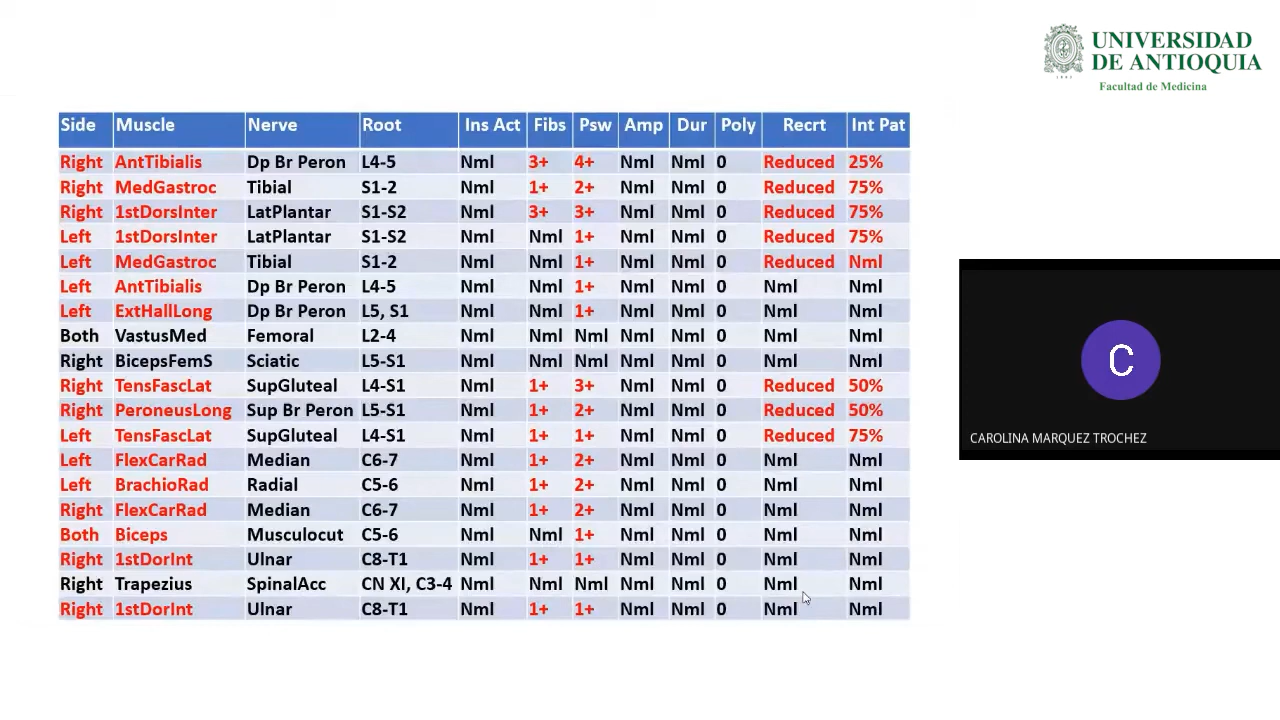 UNIVERSIDAD
DE ANTIOQUIA
1803
Facultad de Medicina
Side Muscle Nerve Root Ins Act Fibs Psw Amp Dur Poly Recrt Int Pat
Right AntTibialis Dp Br Peron L4-5 Nml 3+ 4+ Nml Nml 0 Reduced 25%
Right MedGastroc Tibial S1-2 Nml 1+ 2+ Nml Nml 0 Reduced 75%
Right 1stDorsInter LatPlantar S1-S2 Nml 3+ 3+ Nml Nml 0 Reduced 75%
Left 1stDorsInter LatPlantar S1-S2 Nml Nml 1+ Nml Nml 0 Reduced 75%
Left MedGastroc Tibial S1-2 Nml Nml 1+ Nml Nml 0 Reduced Nml
Left AntTibialis Dp Br Peron L4-5 Nml Nml 1+ Nml Nml 0 Nml Nml
Left ExtHallLong Dp Br Peron L5, S1 Nml Nml 1+ Nml Nml 0 Nml Nml
Both VastusMed Femoral L2-4 Nml Nml Nml Nml Nml 0 Nml Nml
Right BicepsFemS Sciatic L5-S1 Nml Nml Nml Nml Nml 0 Nml Nml
Right TensFascLat SupGluteal L4-S1 Nml 1+ 3+ Nml Nml 0 Reduced 50%
Right PeroneusLong Sup Br Peron L5-S1 Nml 1+ 2+ Nml Nml 0 Reduced 50%
Left TensFascLat SupGluteal L4-S1 Nml 1+ 1+ Nml Nml 0 Reduced 75%
Left FlexCarRad Median C6-7 Nml 1+ 2+ Nml Nml 0 Nml Nml
Left BrachioRad Radial C5-6 Nml 1+ 2+ Nml Nml 0 Nml Nml
Right FlexCarRad Median C6-7 Nml 1+ 2+ Nml Nml 0 Nml Nml
Both Biceps Musculocut C5-6 Nml Nml 1+ Nml Nml 0 Nml Nml
Right 1stDorInt Ulnar C8-T1 Nml 1+ 1+ Nml Nml 0 Nml Nml
Right Trapezius SpinalAcc CN XI, C3-4 Nml Nml Nml Nml Nml 0 Nml Nml
Right 1stDorInt Ulnar C8-T1 Nml 1+ 1+ Nml Nml 0 Nml Nml
C
CAROLINA MARQUEZ TROCHEZ